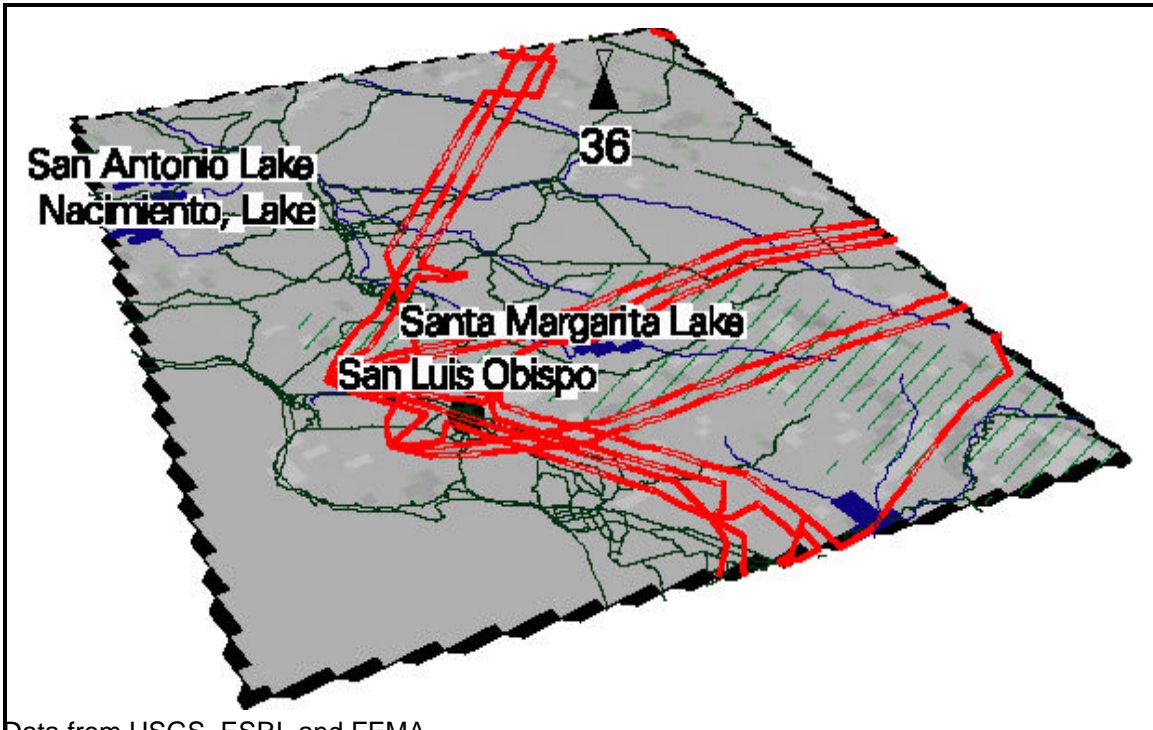 36
San Antonio Lake
Nacimiento, Lake
Santa Margarita Lake
San Luis Obispo
Data from USGS, ESRI, and FEMA